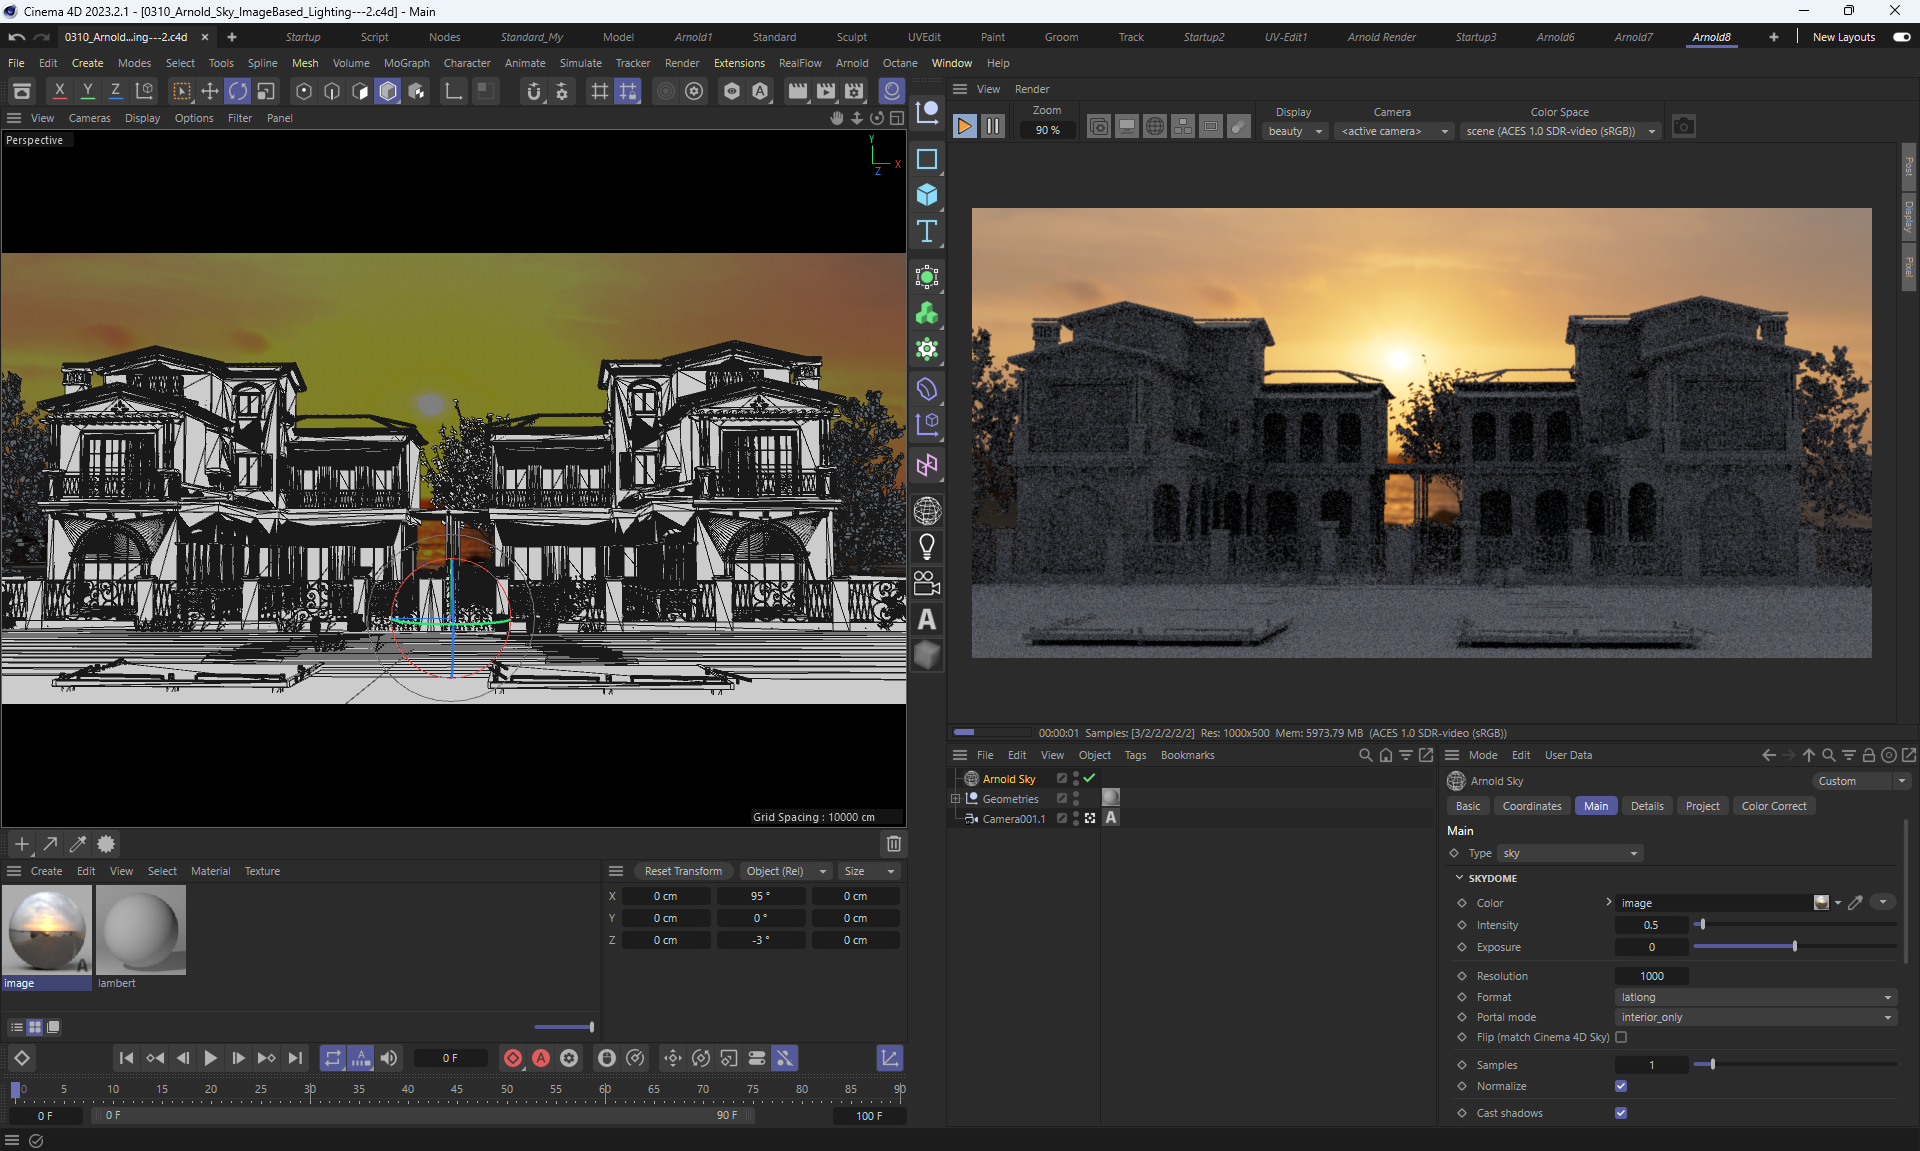 Cinema 4D 2023.2.1 - [0310_Arnold_Sky_ImageBased_Lighting---2.c4d] - Main
0310_Arnold...ing---2.c4d
Startup Script Nodes Standard_My Model Arnold1 Standard Sculpt UVEdit Paint Groom Track Startup2 UV-Edit1 Arnold Render Startup3 Arnold6 Arnold7 Arnold8 New Layouts
File Edit Create Modes Select Tools Spline Mesh Volume MoGraph Character Animate Simulate Tracker Render Extensions RealFlow Arnold Octane Window Help
X Y Z
View Cameras Display Options Filter Panel
Perspective
Y
X
Z
Grid Spacing : 10000 cm
View Render
Zoom Display Camera Color Space
90 % beauty <active camera> scene (ACES 1.0 SDR-video (sRGB))
Post
Display
Pixel
00:00:01 Samples: [3/2/2/2/2/2] Res: 1000x500 Mem: 5973.79 MB (ACES 1.0 SDR-video (sRGB))
File Edit View Object Tags Bookmarks
Arnold Sky
Geometries
Camera001.1
Mode Edit User Data
Arnold Sky Custom
Basic Coordinates Main Details Project Color Correct
Main
Type sky
SKYDOME
Color image
Intensity 0.5
Exposure 0
Resolution 1000
Format latlong
Portal mode interior_only
Flip (match Cinema 4D Sky)
Samples 1
Normalize
Cast shadows
Create Edit View Select Material Texture
image lambert
Reset Transform Object (Rel) Size
X 0 cm 95 ° 0 cm
Y 0 cm 0 ° 0 cm
Z 0 cm -3 ° 0 cm
0 F
0 5 10 15 20 25 30 35 40 45 50 55 60 65 70 75 80 85 90
0 F 0 F 90 F 100 F